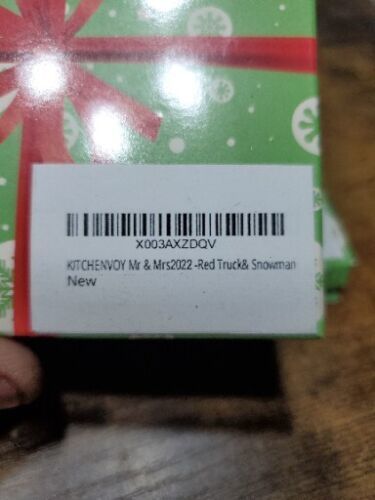 X003AXZDQV
KITCHENVOY Mr & Mrs2022 -Red Truck& Snowman
New